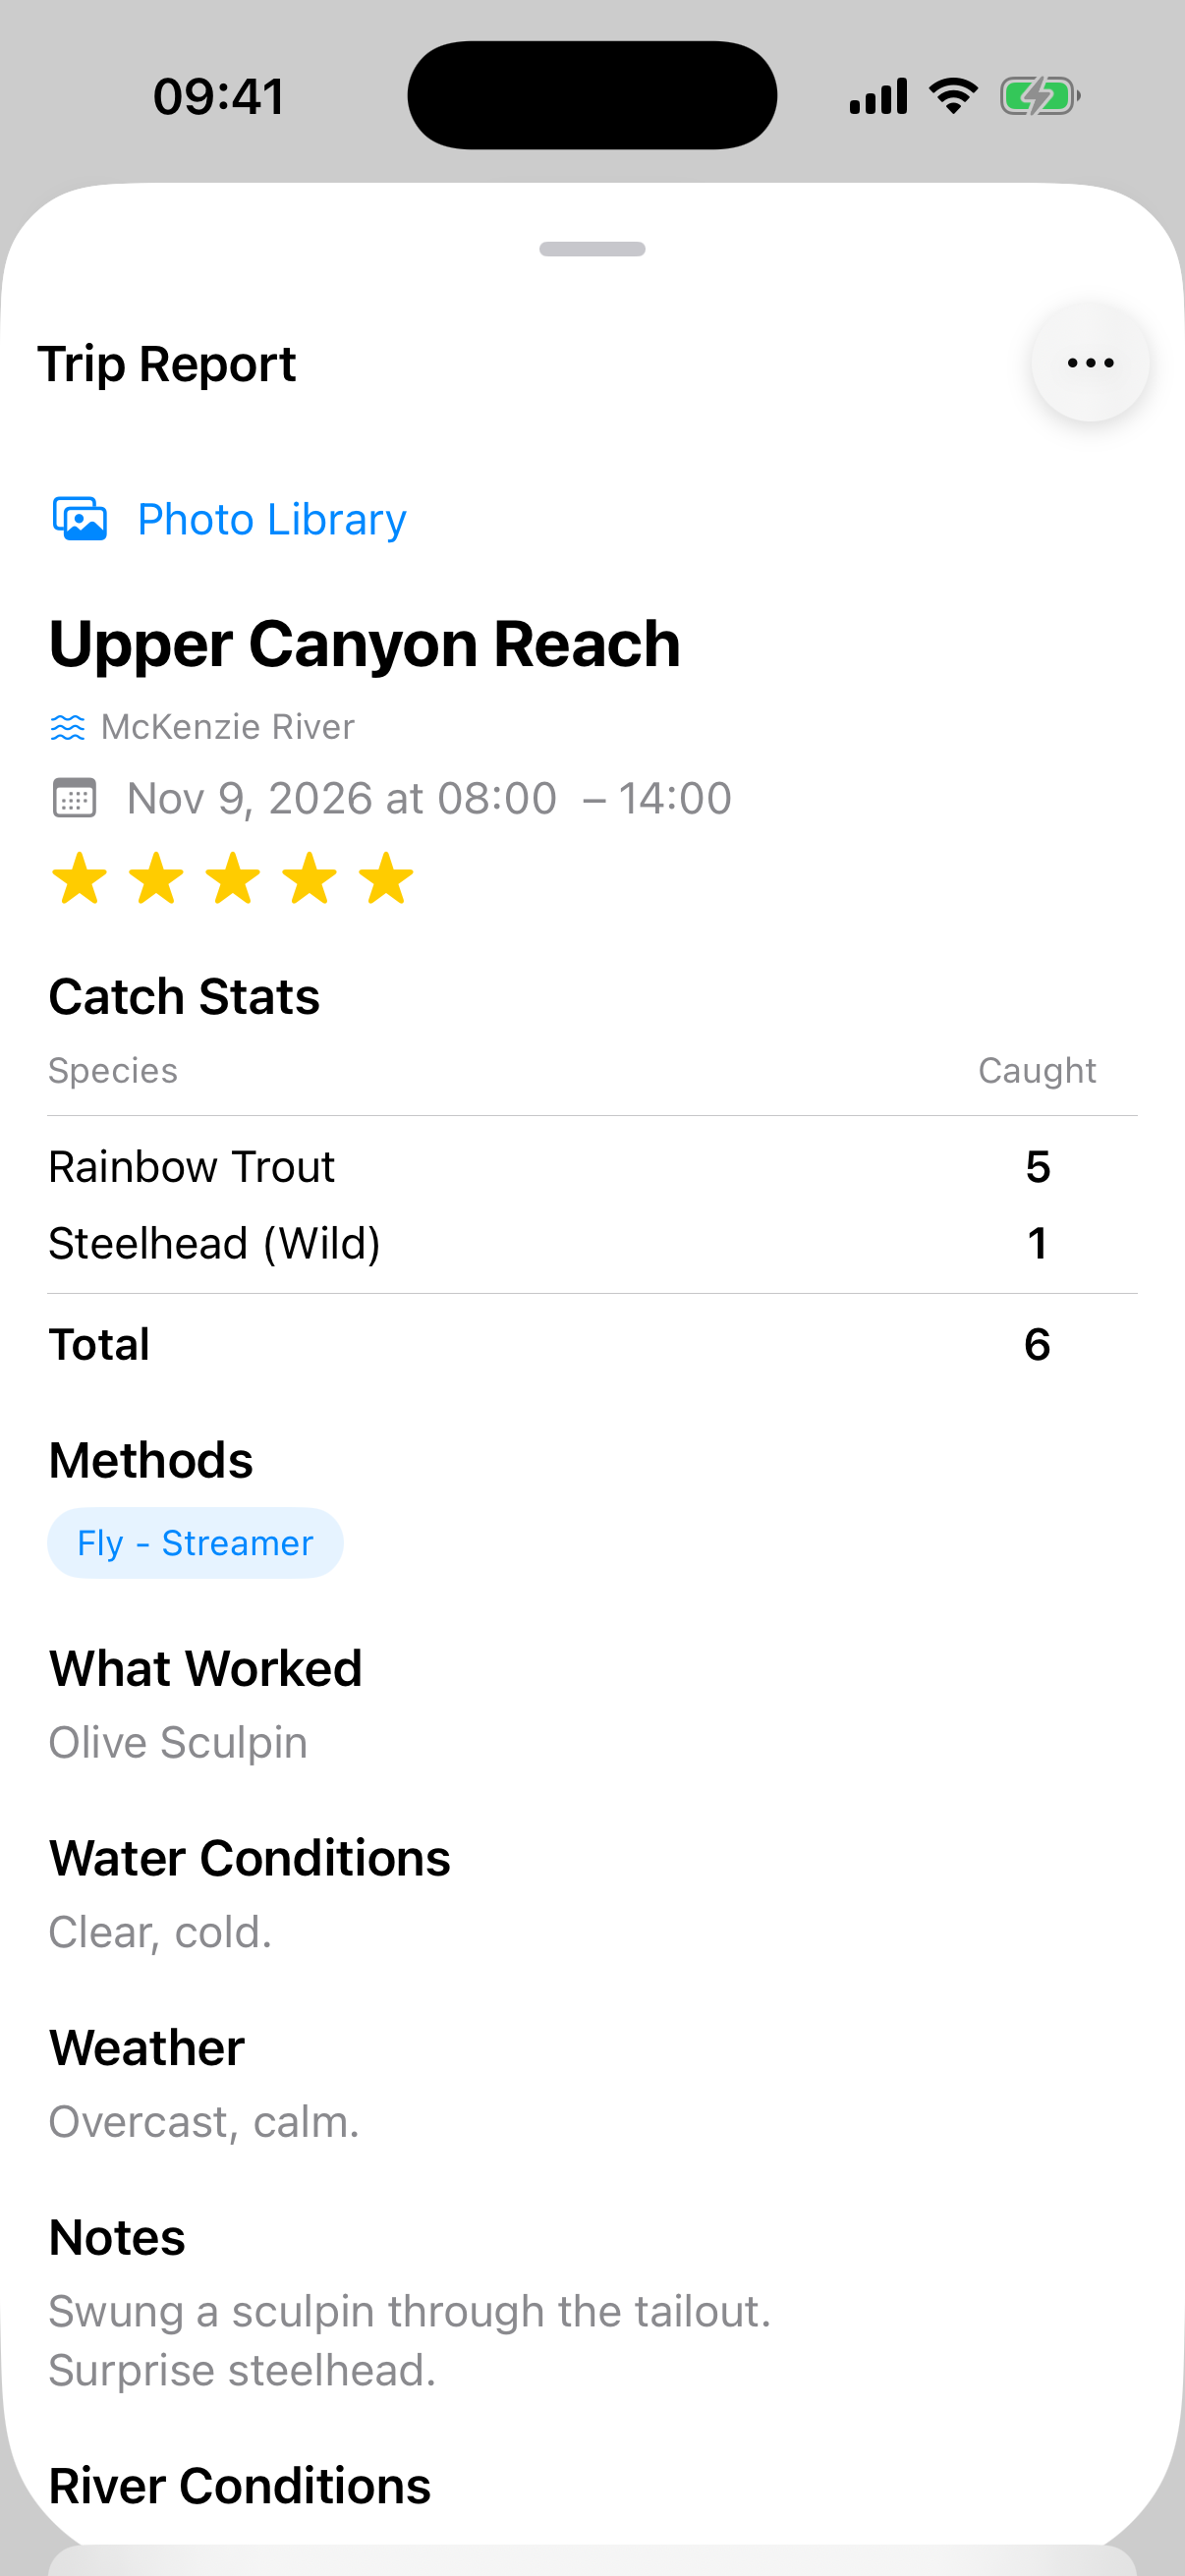 09:41
Trip Report
Photo Library
Upper Canyon Reach
McKenzie River
Nov 9, 2026 at 08:00 – 14:00
Catch Stats
Species Caught
Rainbow Trout 5
Steelhead (Wild) 1
Total 6
Methods
Fly - Streamer
What Worked
Olive Sculpin
Water Conditions
Clear, cold.
Weather
Overcast, calm.
Notes
Swung a sculpin through the tailout.
Surprise steelhead.
River Conditions